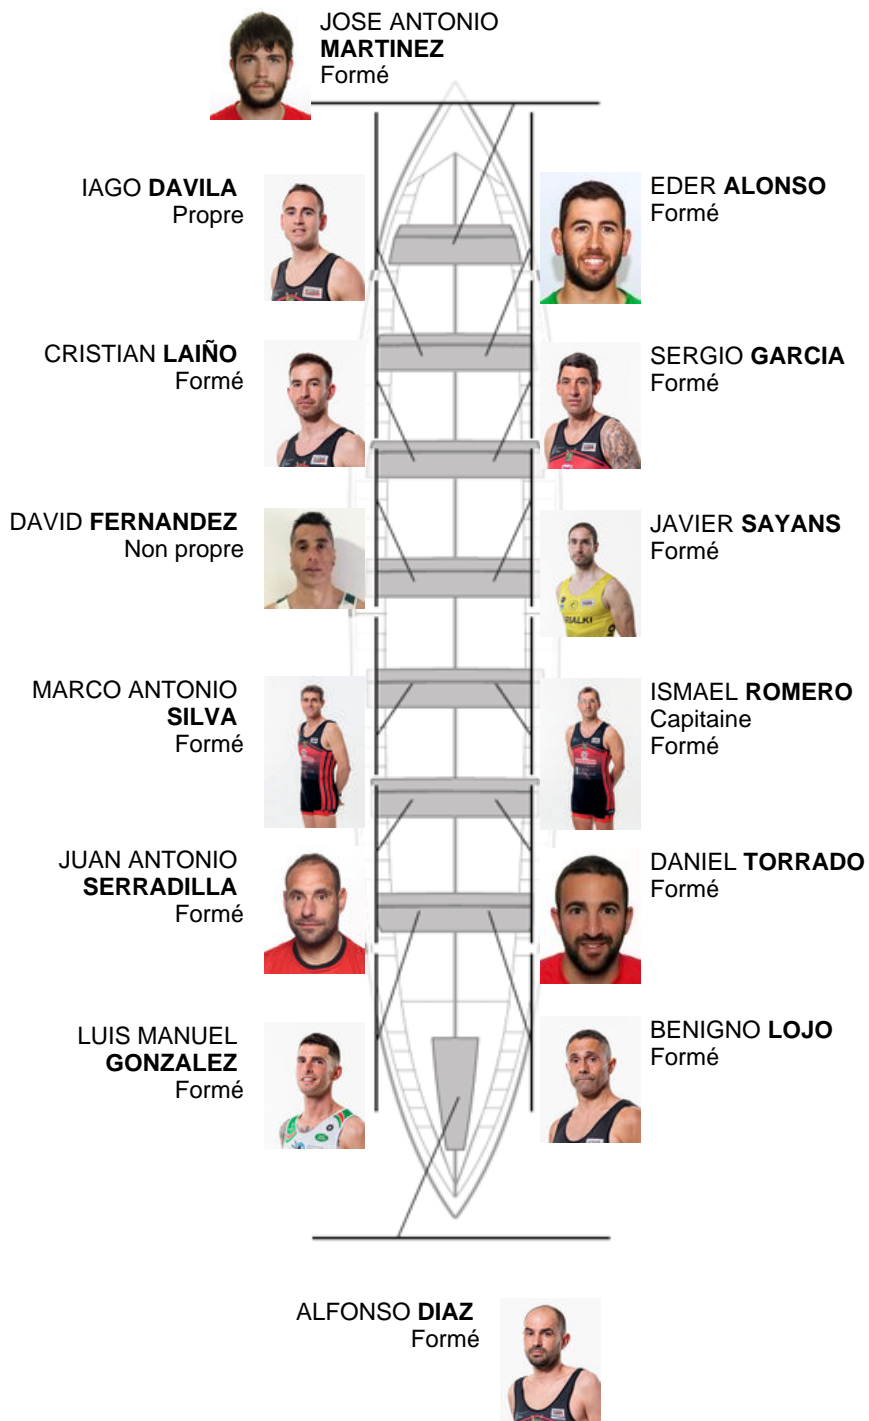 JOSE ANTONIO
MARTINEZ
Formé
IAGO DAVILA
Propre
EDER ALONSO
Formé
CRISTIAN LAIÑO
Formé
SERGIO GARCIA
Formé
DAVID FERNANDEZ
Non propre
JAVIER SAYANS
Formé
RIALKI
MARCO ANTONIO
SILVA
Formé
ISMAEL ROMERO
Capitaine
Formé
JUAN ANTONIO
SERRADILLA
Formé
DANIEL TORRADO
Formé
LUIS MANUEL
GONZALEZ
Formé
BENIGNO LOJO
Formé
ALFONSO DIAZ
Formé